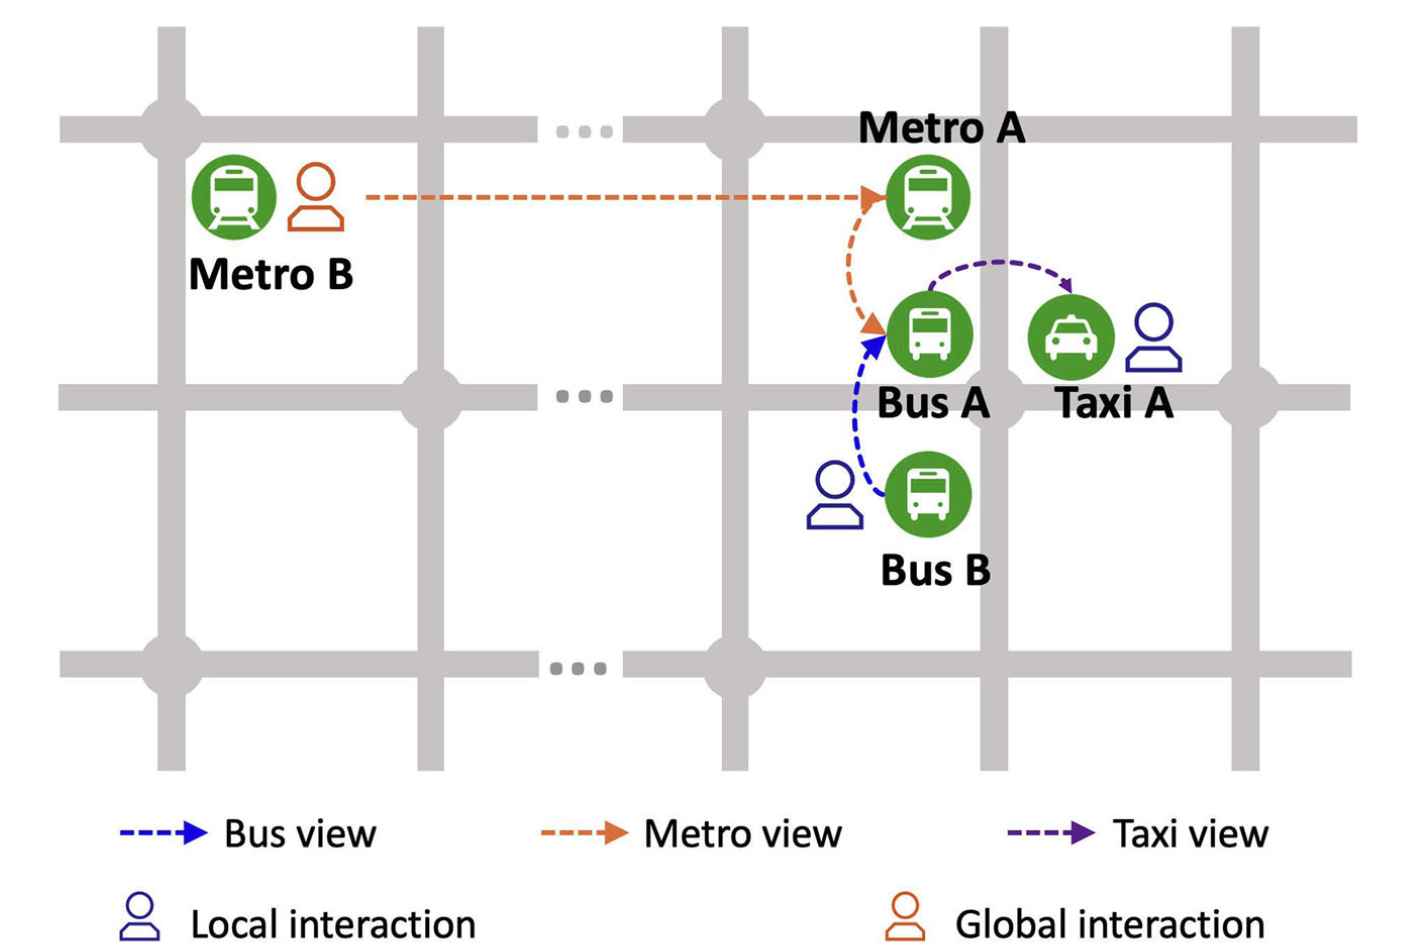 Metro A
Metro B
Bus A
Taxi A
Bus B
Bus view
Metro view
Taxi view
Local interaction
Global interaction